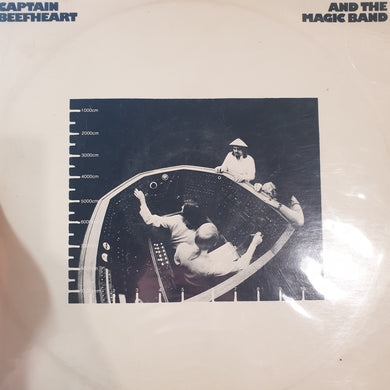 CAPTAIN
BEEFHEART
AND THE
MAGIC BAND
1000cm
2000cm
3000cm
4000cm
5000cm